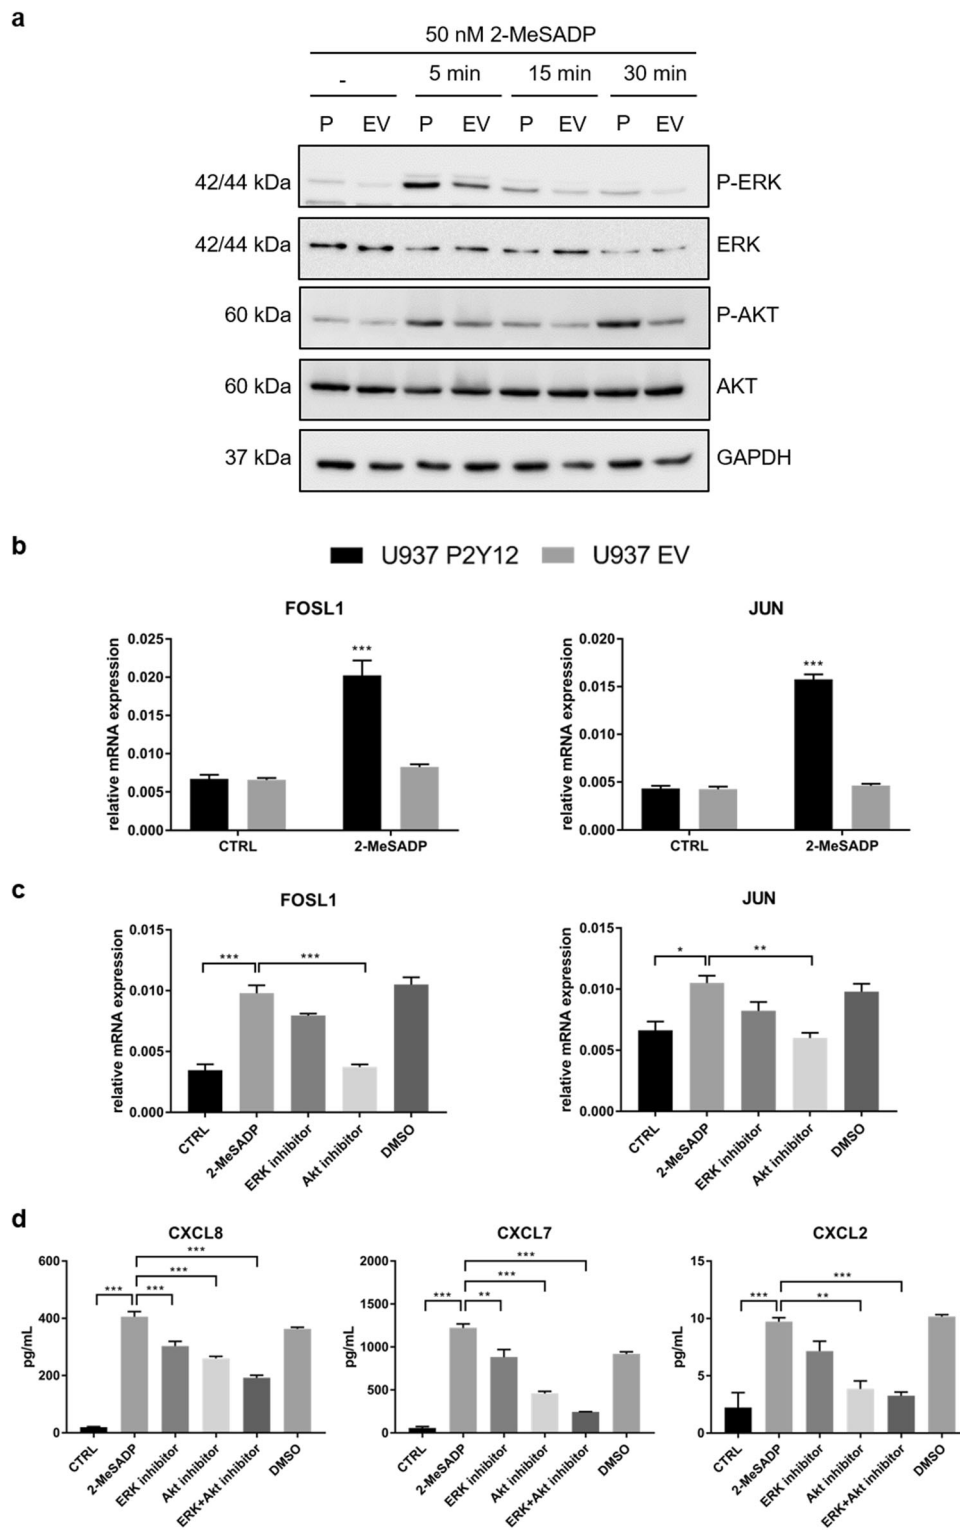 a
50 nM 2-MeSADP
- 5 min 15 min 30 min
P EV P EV P EV P EV
42/44 kDa P-ERK
42/44 kDa ERK
60 kDa P-AKT
60 kDa AKT
37 kDa GAPDH
b
U937 P2Y12 U937 EV
FOSL1
relative mRNA expression
0.025
0.020
0.015
0.010
0.005
0.000
***
CTRL 2-MeSADP
JUN
relative mRNA expression
0.020
0.015
0.010
0.005
0.000
***
CTRL 2-MeSADP
c
FOSL1
relative mRNA expression
0.015
0.010
0.005
0.000
*** ***
CTRL
2-MeSADP
ERK inhibitor
Akt inhibitor
DMSO
JUN
relative mRNA expression
0.015
0.010
0.005
0.000
* **
CTRL
2-MeSADP
ERK inhibitor
Akt inhibitor
DMSO
d
CXCL8
pg/mL
600
400
200
0
***
***
*** ***
CTRL
2-MeSADP
ERK inhibitor
Akt inhibitor
ERK+Akt inhibitor
DMSO
CXCL7
pg/mL
2000
1500
1000
500
0
***
***
*** **
CTRL
2-MeSADP
ERK inhibitor
Akt inhibitor
ERK+Akt inhibitor
DMSO
CXCL2
pg/mL
15
10
5
0
***
*** **
CTRL
2-MeSADP
ERK inhibitor
Akt inhibitor
ERK+Akt inhibitor
DMSO